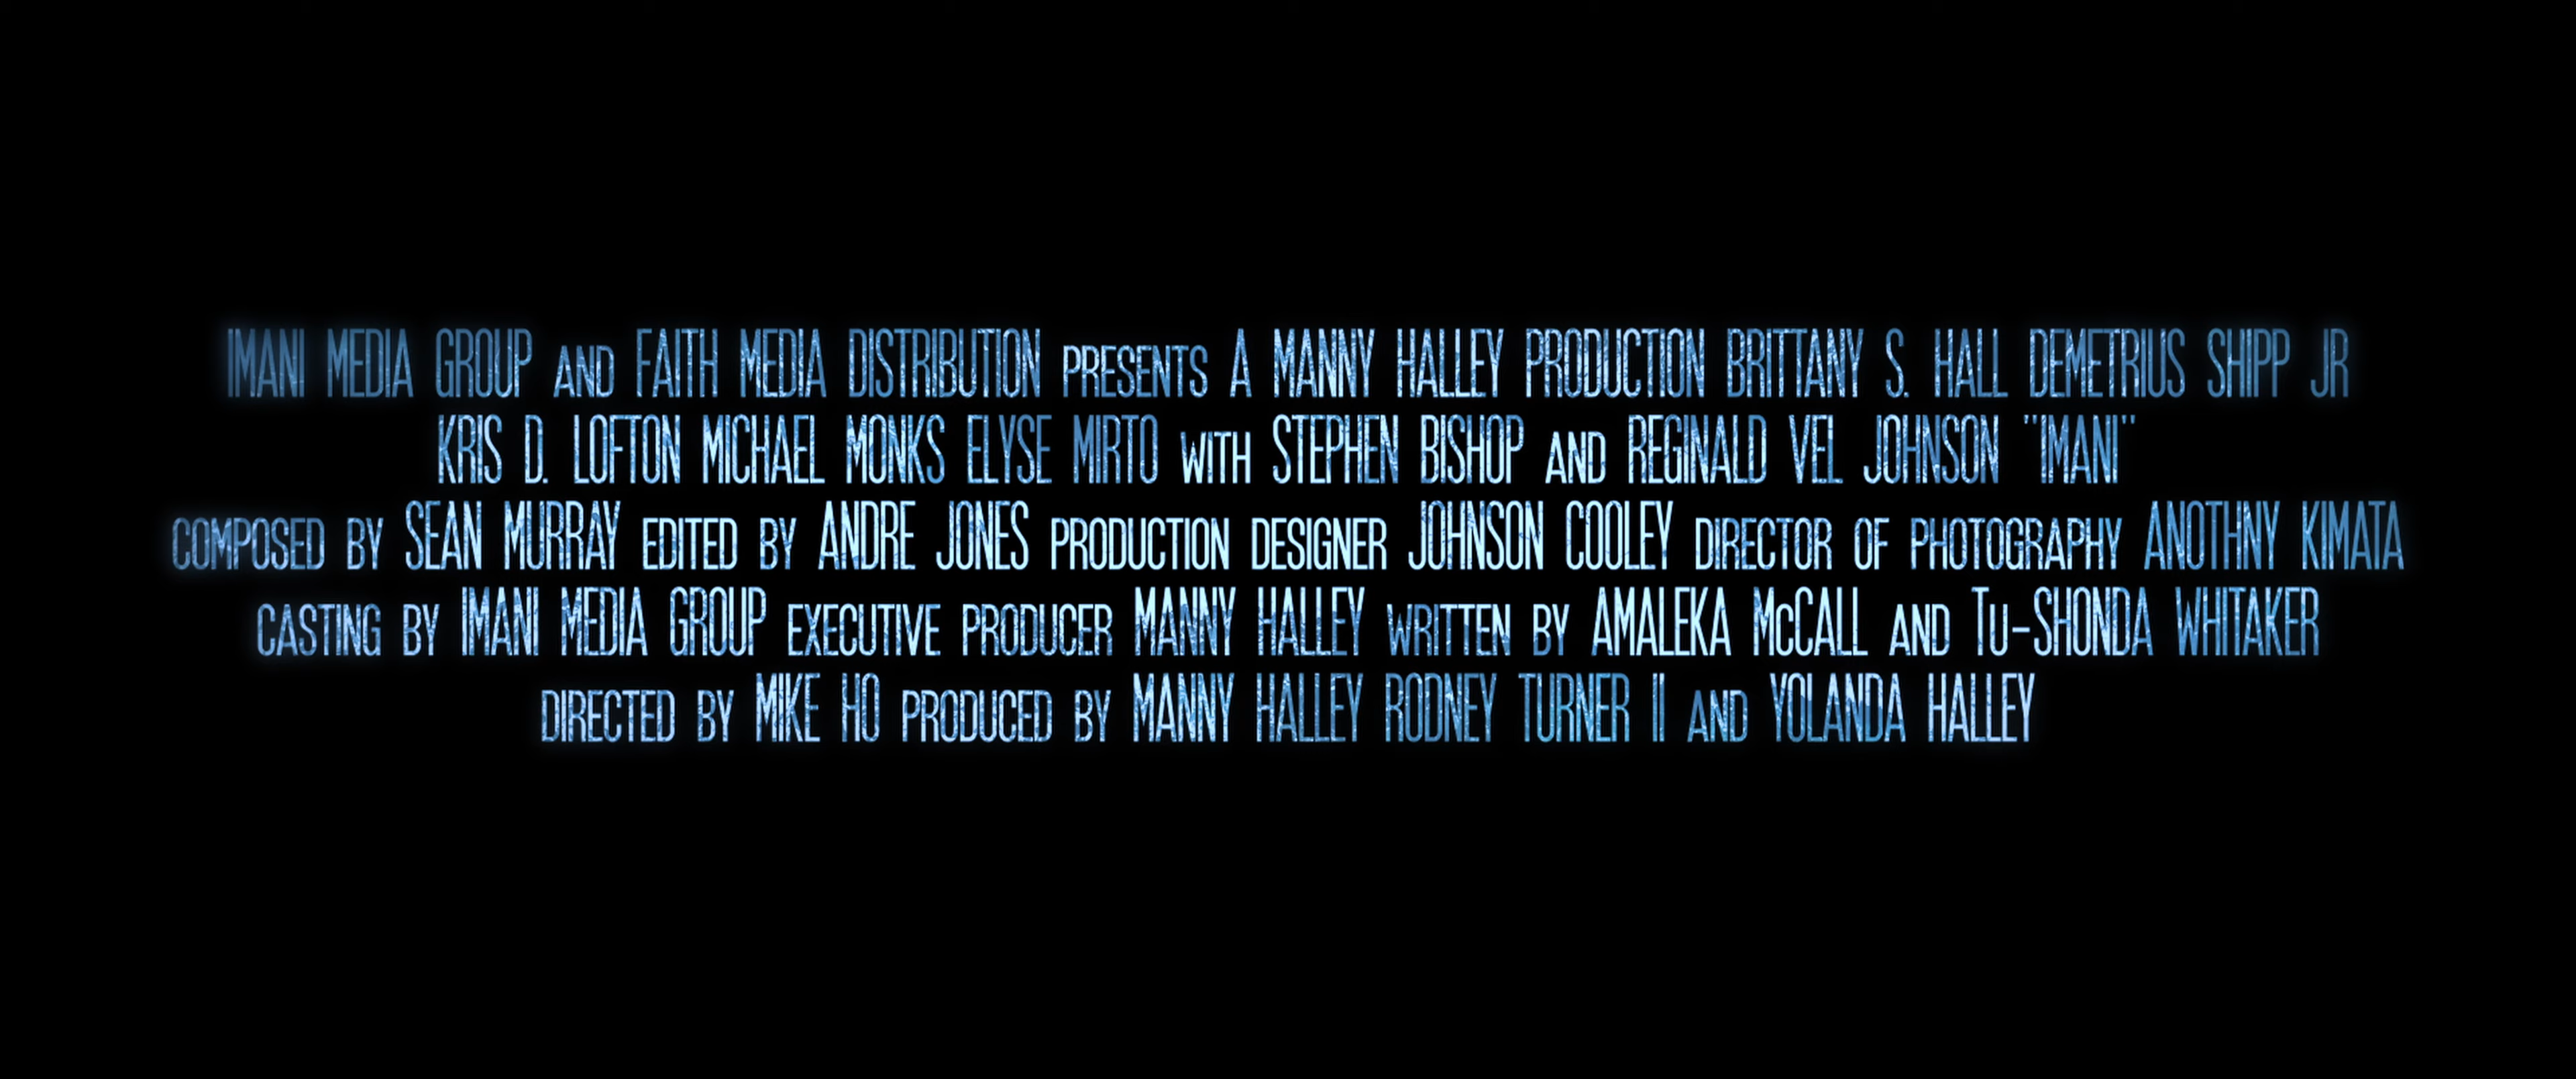 IMANI MEDIA GROUP AND FAITH MEDIA DISTRIBUTION PRESENTS A MANNY HALLEY PRODUCTION BRITTANY S. HALL DEMETRIUS SHIPP JR
KRIS D. LOFTON MICHAEL MONKS ELYSE MIRTO WITH STEPHEN BISHOP AND REGINALD VEL JOHNSON "IMANI"
COMPOSED BY SEAN MURRAY EDITED BY ANDRE JONES PRODUCTION DESIGNER JOHNSON COOLEY DIRECTOR OF PHOTOGRAPHY ANOTHNY KIMATA
CASTING BY IMANI MEDIA GROUP EXECUTIVE PRODUCER MANNY HALLEY WRITTEN BY AMALEKA McCALL AND Tu-SHONDA WHITAKER
DIRECTED BY MIKE HO PRODUCED BY MANNY HALLEY RODNEY TURNER II AND YOLANDA HALLEY